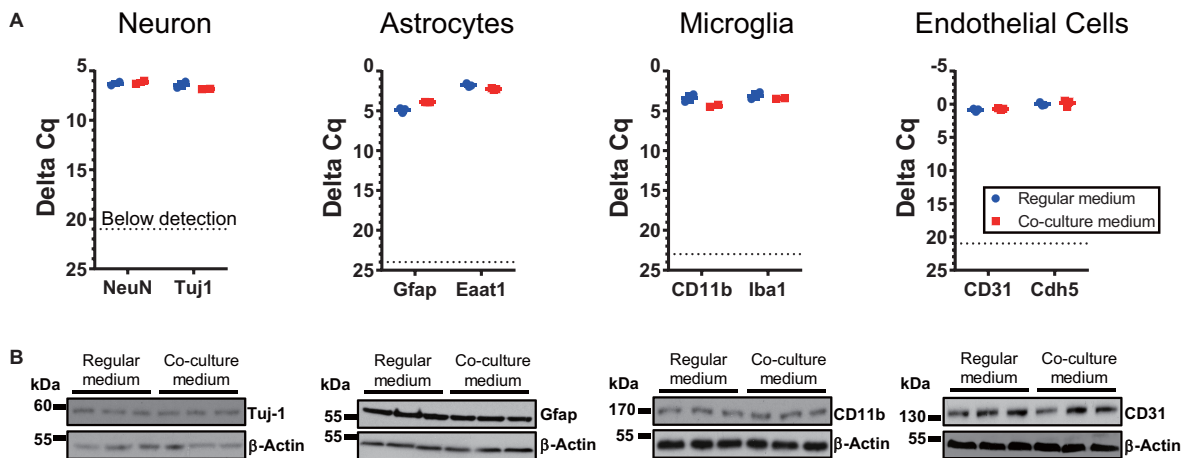 A
Neuron
Astrocytes
Microglia
Endothelial Cells
Delta Cq
5
10
15
20
25
Below detection
NeuN Tuj1
Delta Cq
0
5
10
15
20
25
Gfap Eaat1
Delta Cq
0
5
10
15
20
25
CD11b Iba1
Delta Cq
-5
0
5
10
15
20
25
Regular medium
Co-culture medium
CD31 Cdh5
B
Regular medium
Co-culture medium
kDa
60
Tuj-1
55
β-Actin
Regular medium
Co-culture medium
kDa
55
Gfap
55
β-Actin
Regular medium
Co-culture medium
kDa
170
CD11b
55
β-Actin
Regular medium
Co-culture medium
kDa
130
CD31
55
β-Actin